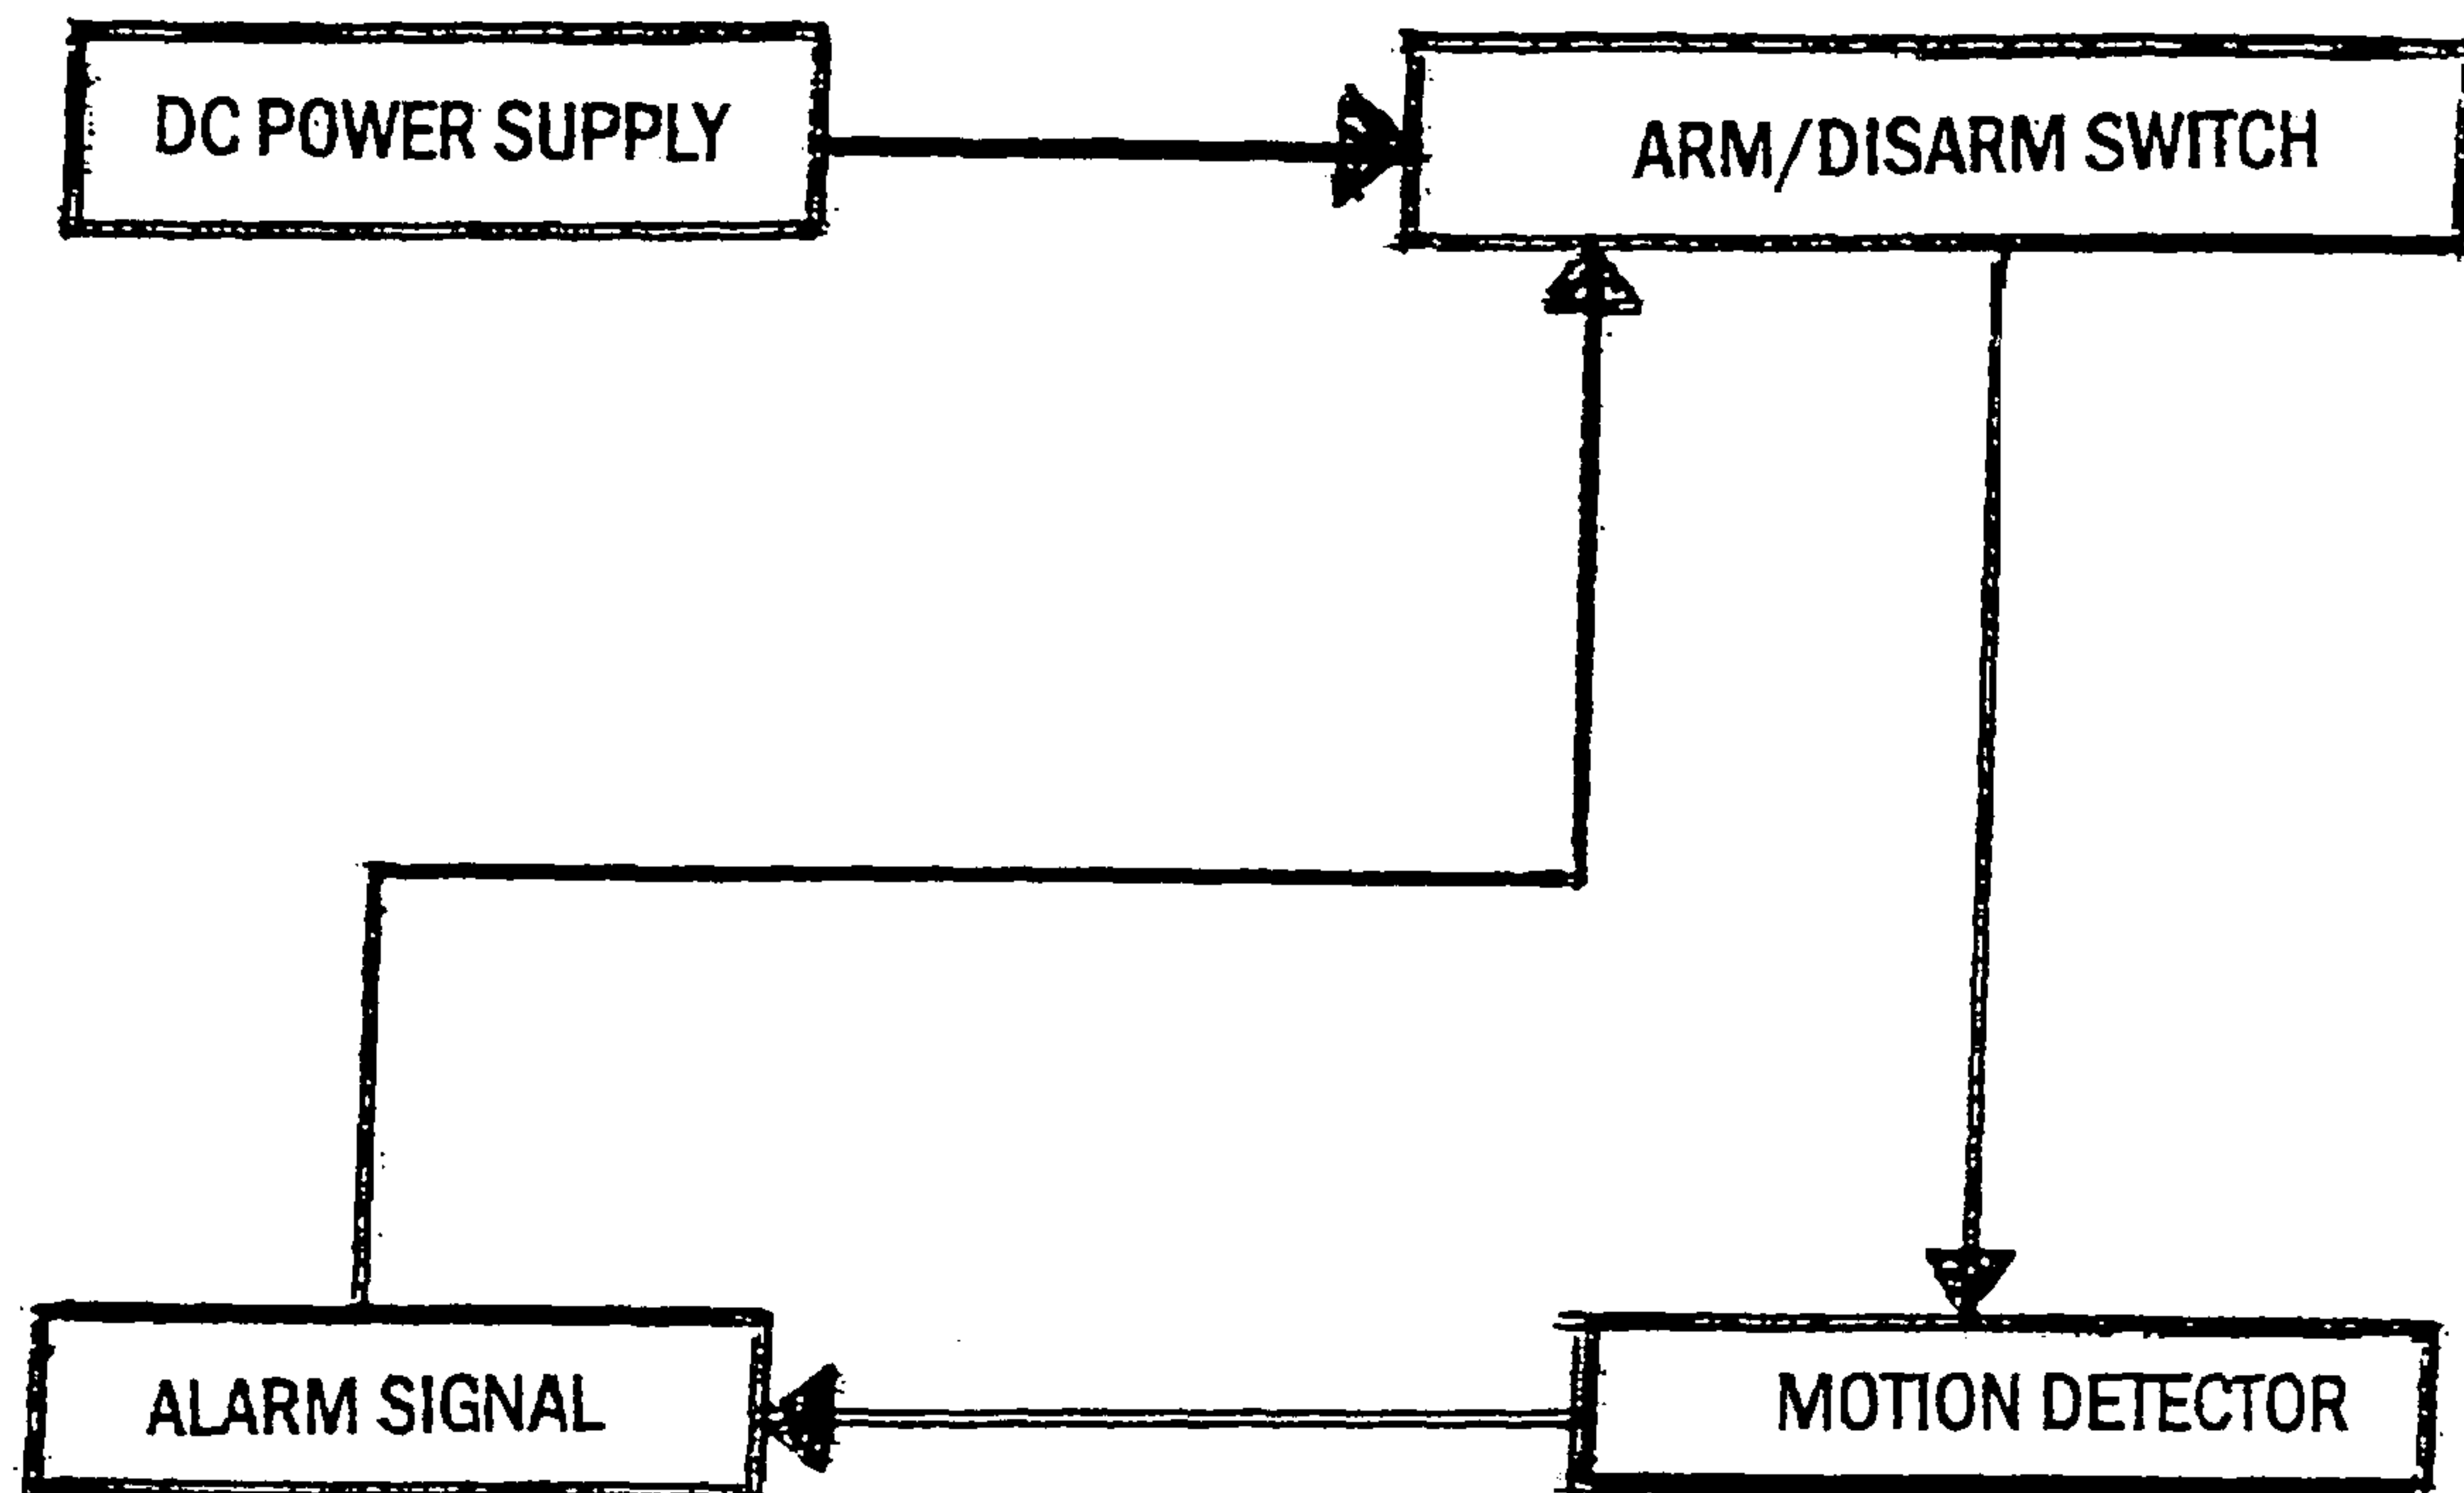 DC POWER SUPPLY
ARM/DISARM SWITCH
ALARM SIGNAL
MOTION DETECTOR